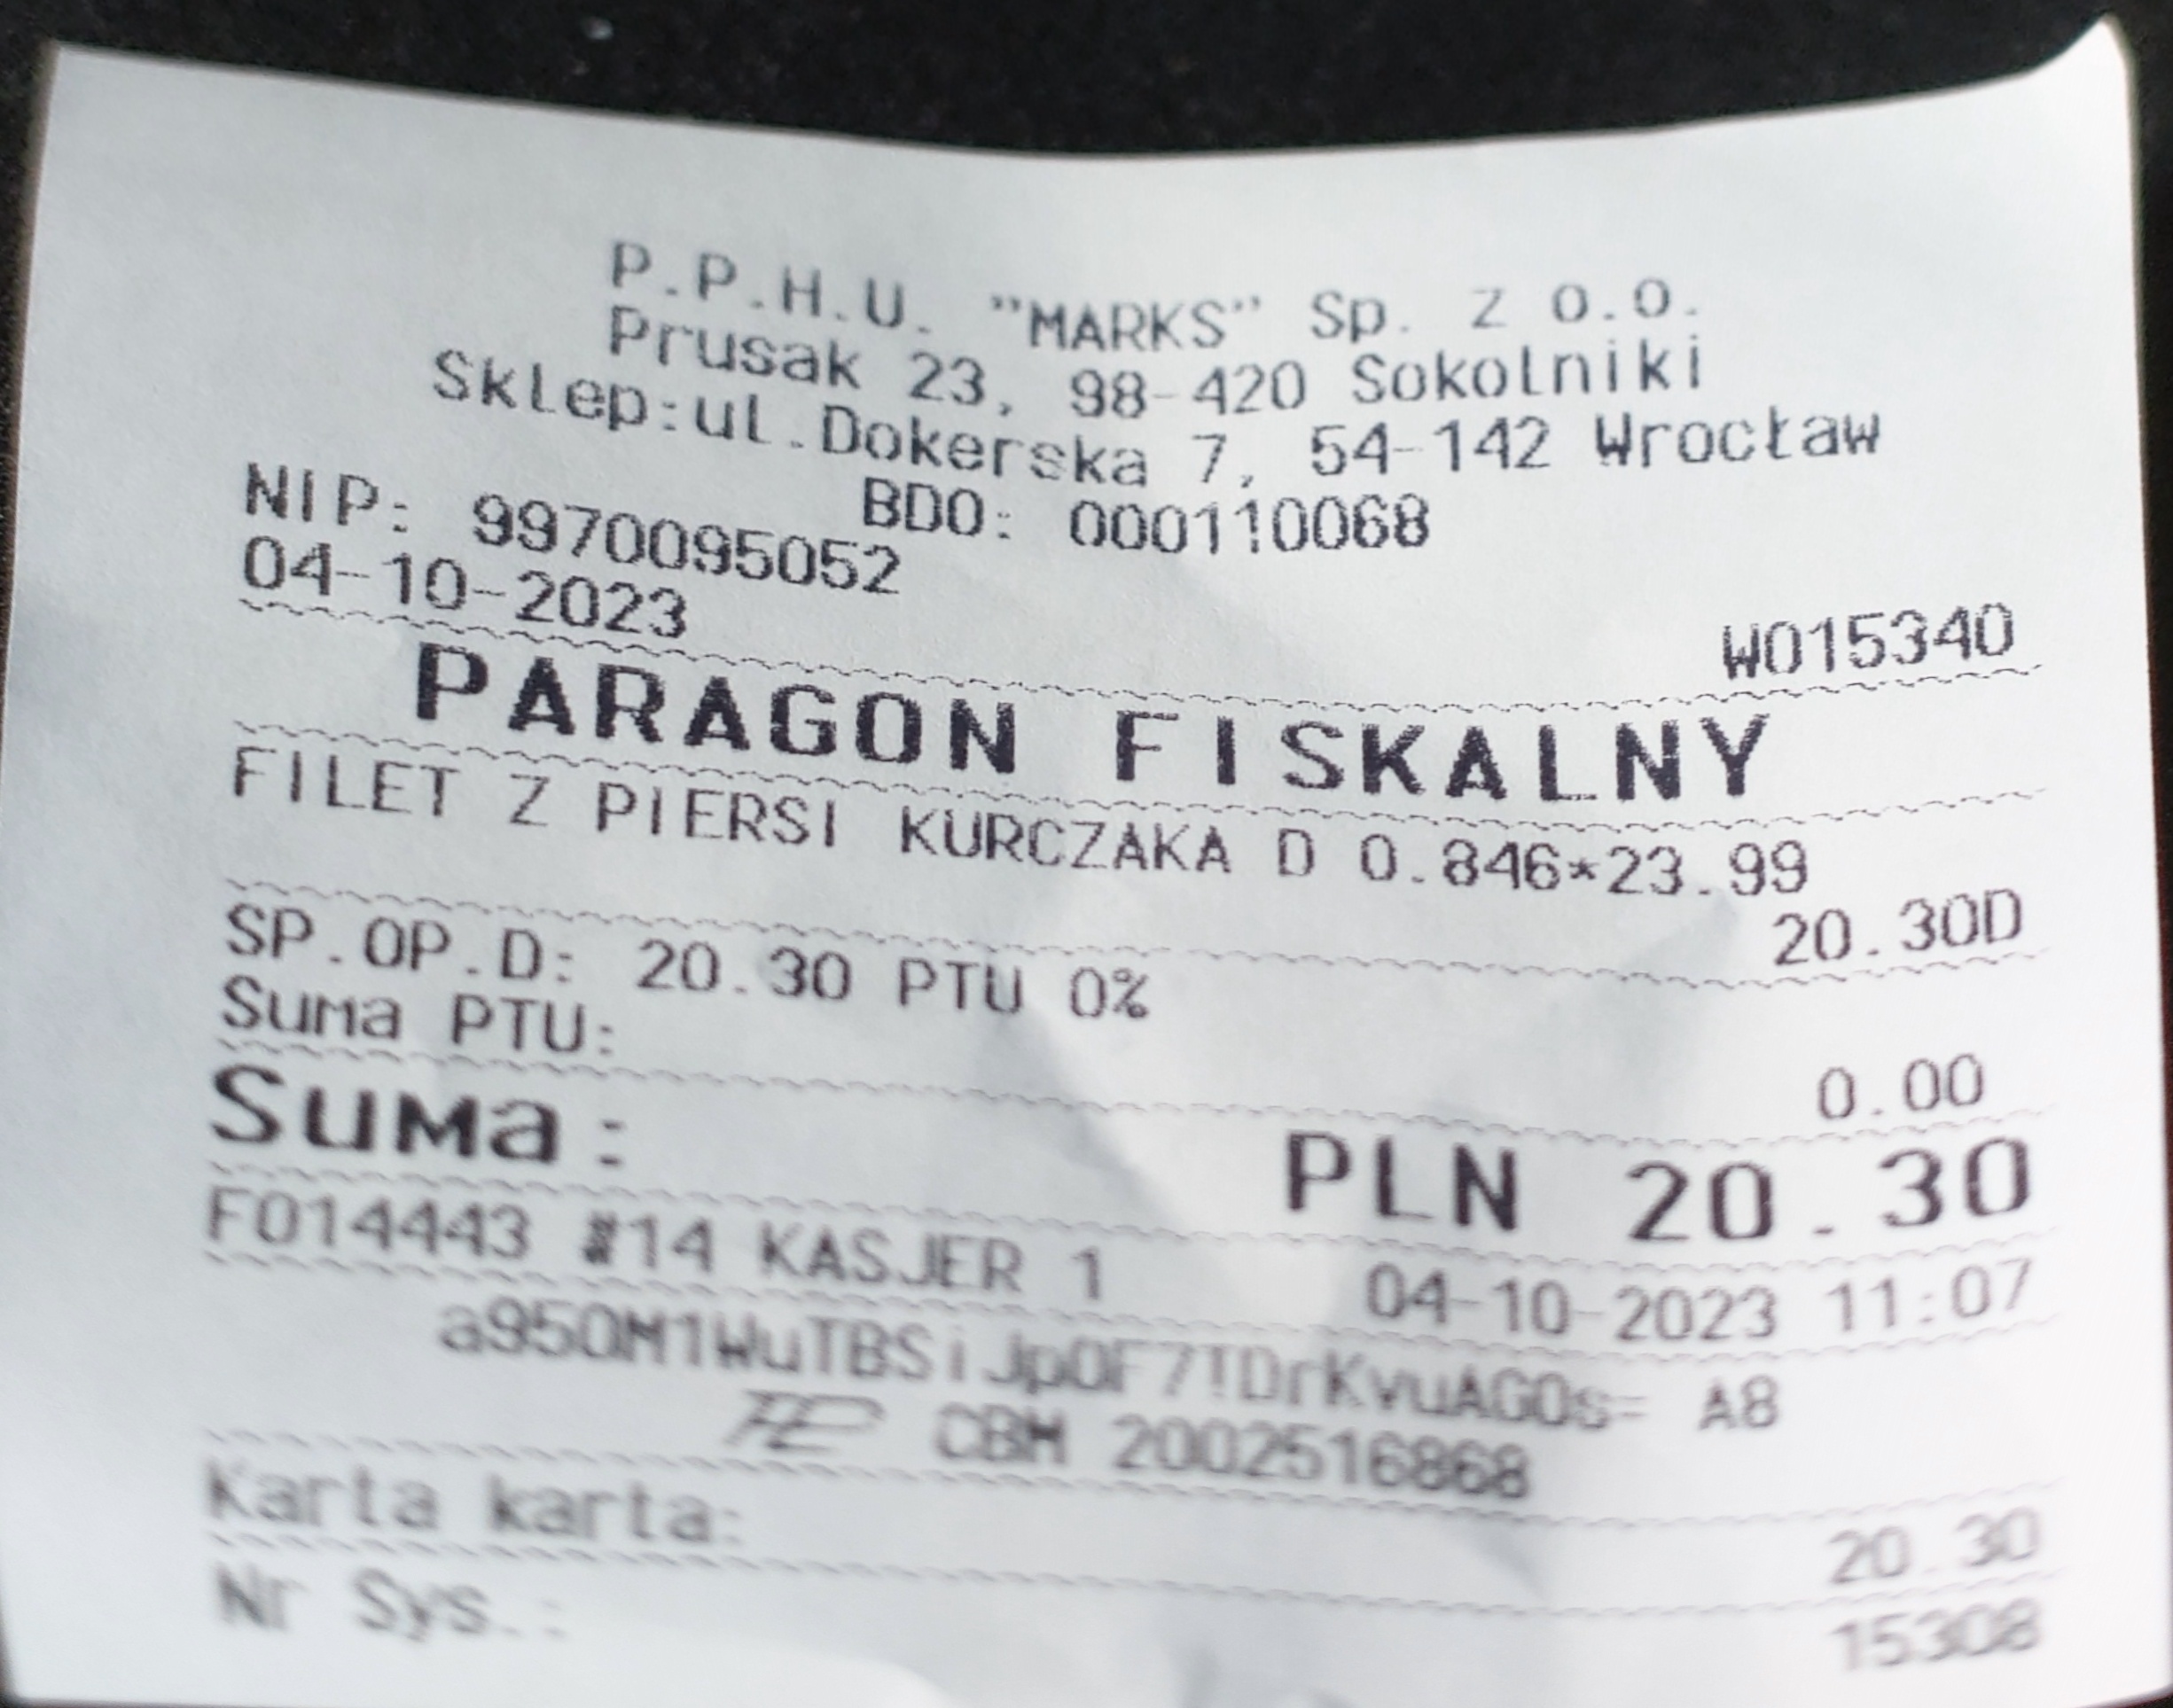 P.P.H.U. "MARKS" Sp. z o.o.
Prusak 23, 98-420 Sokolniki
Sklep:ul.Dokerska 7, 54-142 Wrocław
BDO: 000110068
NIP: 9970095052
04-10-2023 W015340
PARAGON FISKALNY
FILET Z PIERSI KURCZAKA D 0.846*23.99
20.30D
SP.OP.D: 20.30 PTU 0%
Suma PTU: 0.00
Suma: PLN 20.30
F014443 #14 KASJER 1 04-10-2023 11:07
A8
CBM 2002516868
Karta karta: 20.30
Nr Sys.: 15308